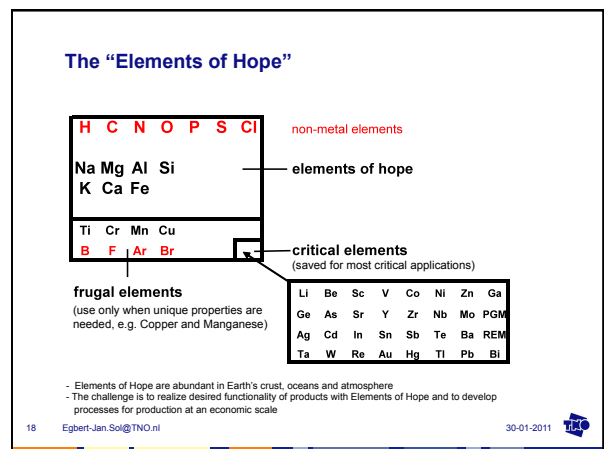 The “Elements of Hope”
H C N O P S Cl
non-metal elements
Na Mg Al Si
elements of hope
K Ca Fe
Ti Cr Mn Cu
B F Ar Br
critical elements
(saved for most critical applications)
frugal elements
(use only when unique properties are
needed, e.g. Copper and Manganese)
Li Be Sc V Co Ni Zn Ga
Ge As Sr Y Zr Nb Mo PGM
Ag Cd In Sn Sb Te Ba REM
Ta W Re Au Hg Tl Pb Bi
- Elements of Hope are abundant in Earth's crust, oceans and atmosphere
- The challenge is to realize desired functionality of products with Elements of Hope and to develop
processes for production at an economic scale
18 Egbert-Jan.Sol@TNO.nl 30-01-2011 TNO